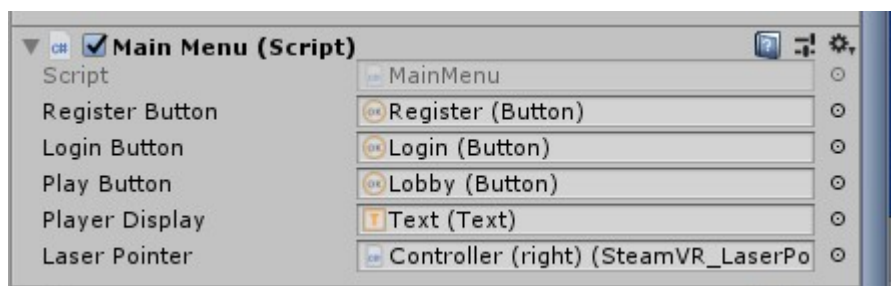 Main Menu (Script)
Script MainMenu
Register Button Register (Button)
Login Button Login (Button)
Play Button Lobby (Button)
Player Display Text (Text)
Laser Pointer Controller (right) (SteamVR_LaserPo